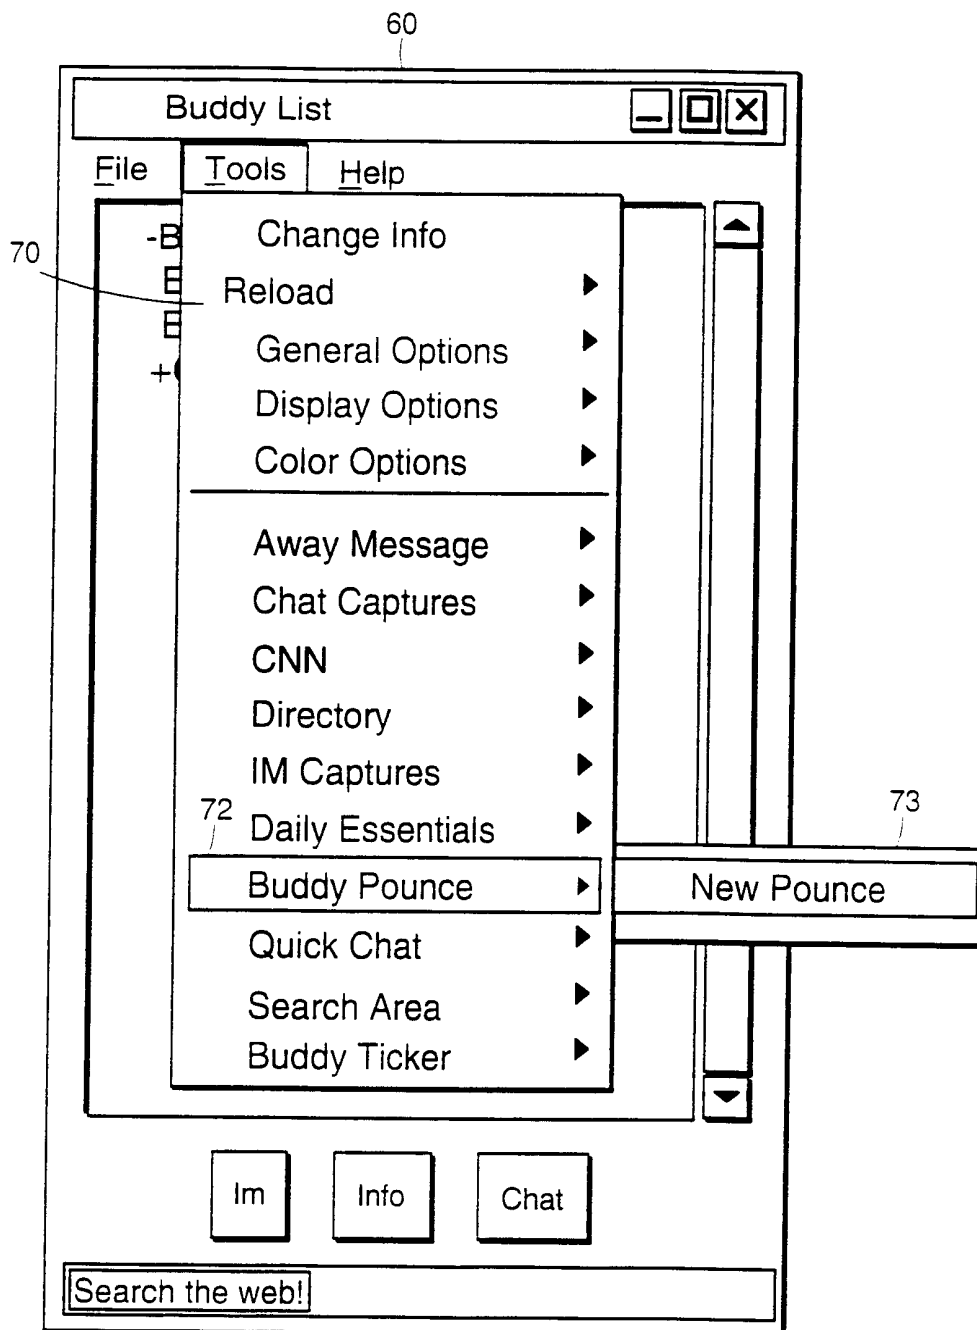 60
Buddy List
File Tools Help
-B Change Info
70
E Reload
E General Options
+ Display Options
Color Options
Away Message
Chat Captures
CNN
Directory
IM Captures
72 73
Daily Essentials
Buddy Pounce New Pounce
Quick Chat
Search Area
Buddy Ticker
Im Info Chat
Search the web!